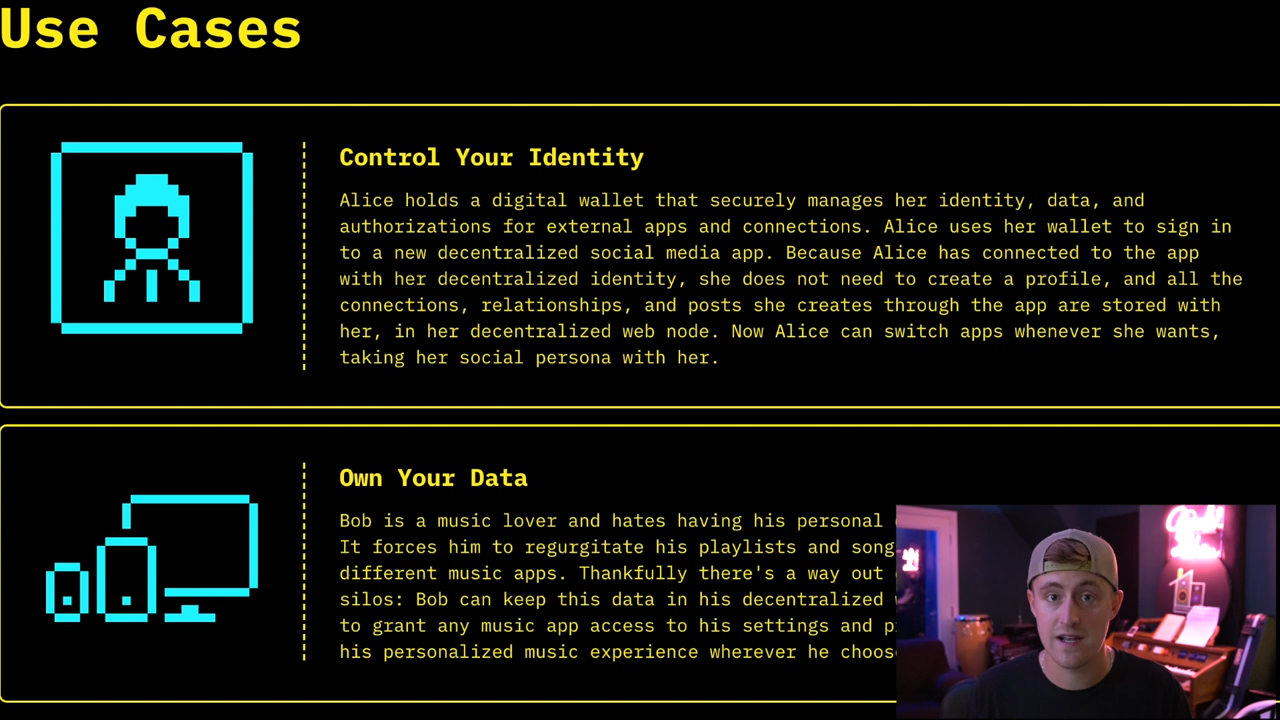 Use Cases
Control Your Identity
Alice holds a digital wallet that securely manages her identity, data, and
authorizations for external apps and connections. Alice uses her wallet to sign in
to a new decentralized social media app. Because Alice has connected to the app
with her decentralized identity, she does not need to create a profile, and all the
connections, relationships, and posts she creates through the app are stored with
her, in her decentralized web node. Now Alice can switch apps whenever she wants,
taking her social persona with her.
Own Your Data
Bob is a music lover and hates having his personal
It forces him to regurgitate his playlists and song
different music apps. Thankfully there's a way out
silos: Bob can keep this data in his decentralized
to grant any music app access to his settings and
his personalized music experience wherever he